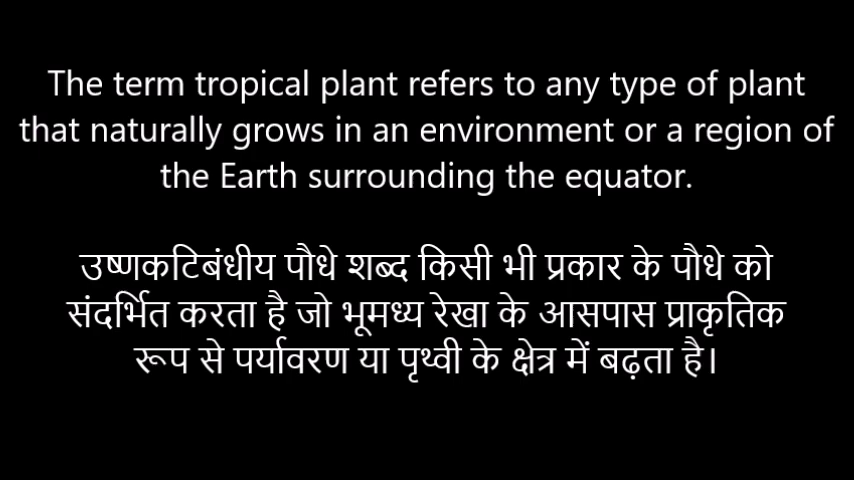 The term tropical plant refers to any type of plant
that naturally grows in an environment or a region of
the Earth surrounding the equator.
उष्णकटिबंधीय पौधे शब्द किसी भी प्रकार के पौधे को
संदर्भित करता है जो भूमध्य रेखा के आसपास प्राकृतिक
रूप से पर्यावरण या पृथ्वी के क्षेत्र में बढ़ता है।